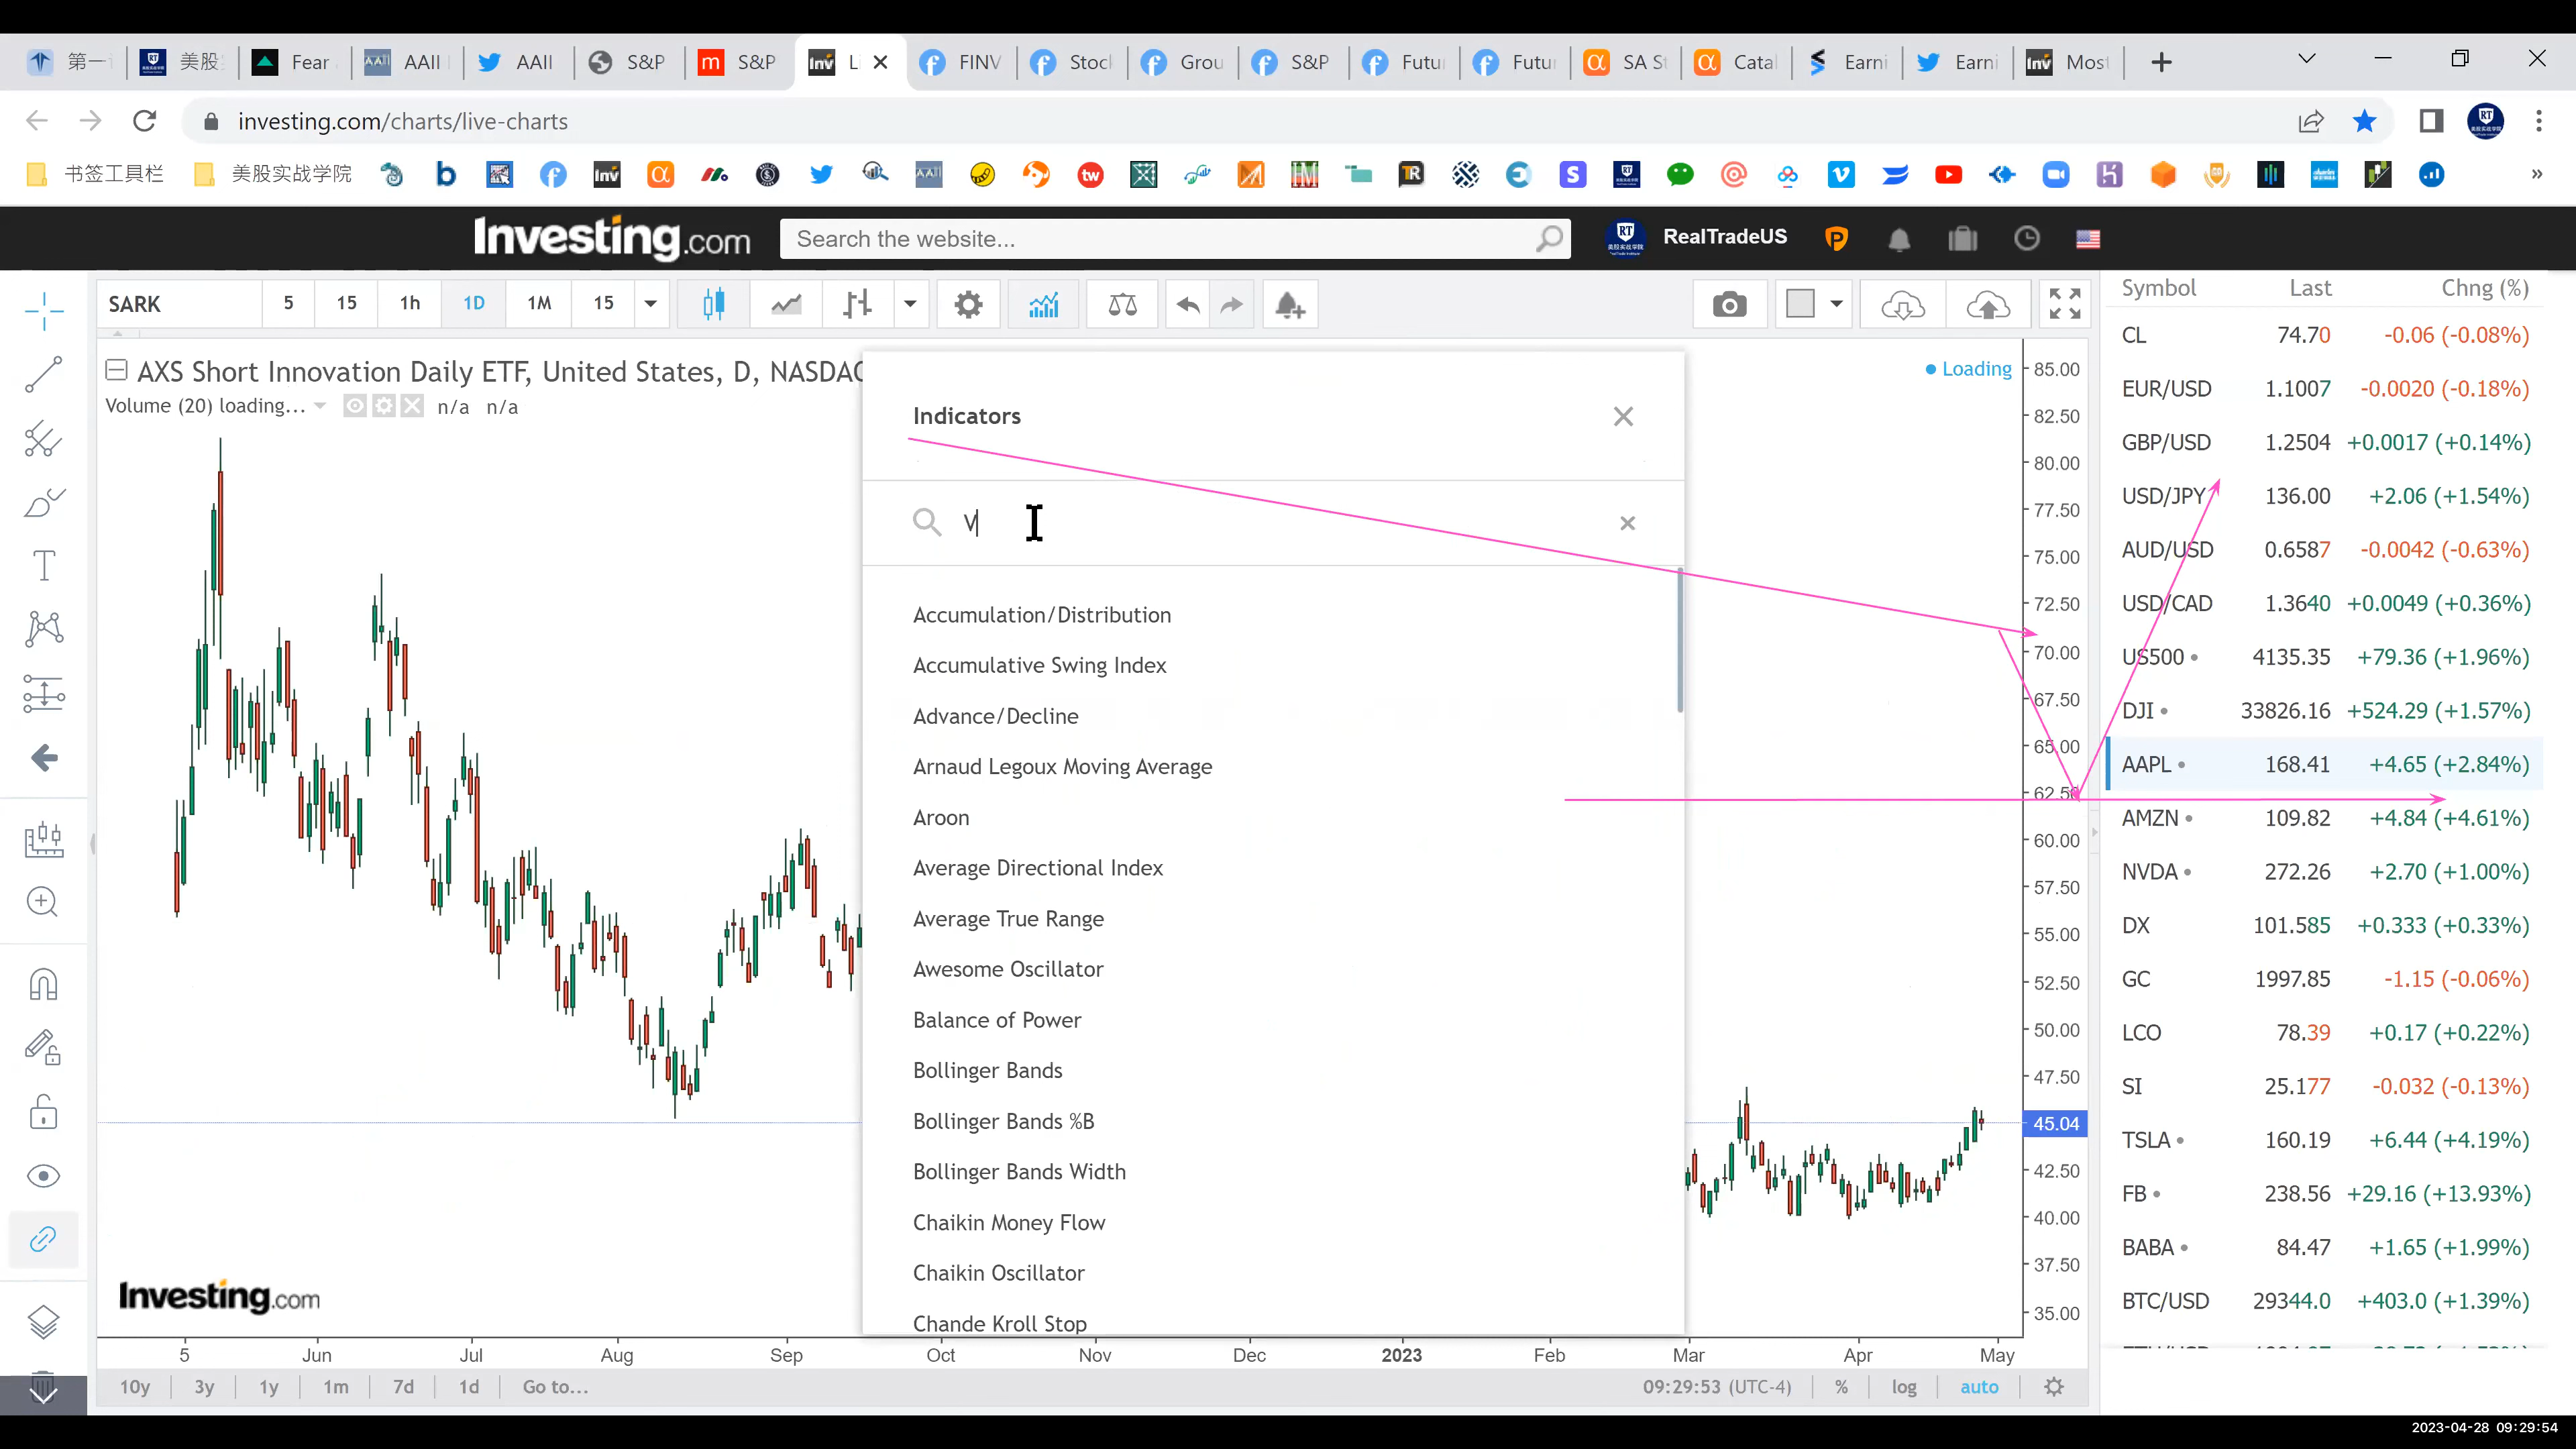 第一
美股
Fear
AAII
AAII
S&P
S&P
Li
FINV
Stoc
Grou
S&P
Futu
Futur
SA St
Catal
Earni
Earni
Most
investing.com/charts/live-charts
书签工具栏
美股实战学院
Investing.com
Search the website...
RealTradeUS
SARK
5
15
1h
1D
1M
15
Symbol Last Chng (%)
AXS Short Innovation Daily ETF, United States, D, NASDAQ
Loading
Volume (20) loading... n/a n/a
Indicators
V
Accumulation/Distribution
Accumulative Swing Index
Advance/Decline
Arnaud Legoux Moving Average
Aroon
Average Directional Index
Average True Range
Awesome Oscillator
Balance of Power
Bollinger Bands
Bollinger Bands %B
Bollinger Bands Width
Chaikin Money Flow
Chaikin Oscillator
Chande Kroll Stop
85.00
82.50
80.00
77.50
75.00
72.50
70.00
67.50
65.00
62.50
60.00
57.50
55.00
52.50
50.00
47.50
45.04
42.50
40.00
37.50
35.00
CL 74.70 -0.06 (-0.08%)
EUR/USD 1.1007 -0.0020 (-0.18%)
GBP/USD 1.2504 +0.0017 (+0.14%)
USD/JPY 136.00 +2.06 (+1.54%)
AUD/USD 0.6587 -0.0042 (-0.63%)
USD/CAD 1.3640 +0.0049 (+0.36%)
US500 4135.35 +79.36 (+1.96%)
DJI 33826.16 +524.29 (+1.57%)
AAPL 168.41 +4.65 (+2.84%)
AMZN 109.82 +4.84 (+4.61%)
NVDA 272.26 +2.70 (+1.00%)
DX 101.585 +0.333 (+0.33%)
GC 1997.85 -1.15 (-0.06%)
LCO 78.39 +0.17 (+0.22%)
SI 25.177 -0.032 (-0.13%)
TSLA 160.19 +6.44 (+4.19%)
FB 238.56 +29.16 (+13.93%)
BABA 84.47 +1.65 (+1.99%)
BTC/USD 29344.0 +403.0 (+1.39%)
Investing.com
5 Jun Jul Aug Sep Oct Nov Dec 2023 Feb Mar Apr May
10y 3y 1y 1m 7d 1d Go to...
09:29:53 (UTC-4) % log auto
2023-04-28 09:29:54